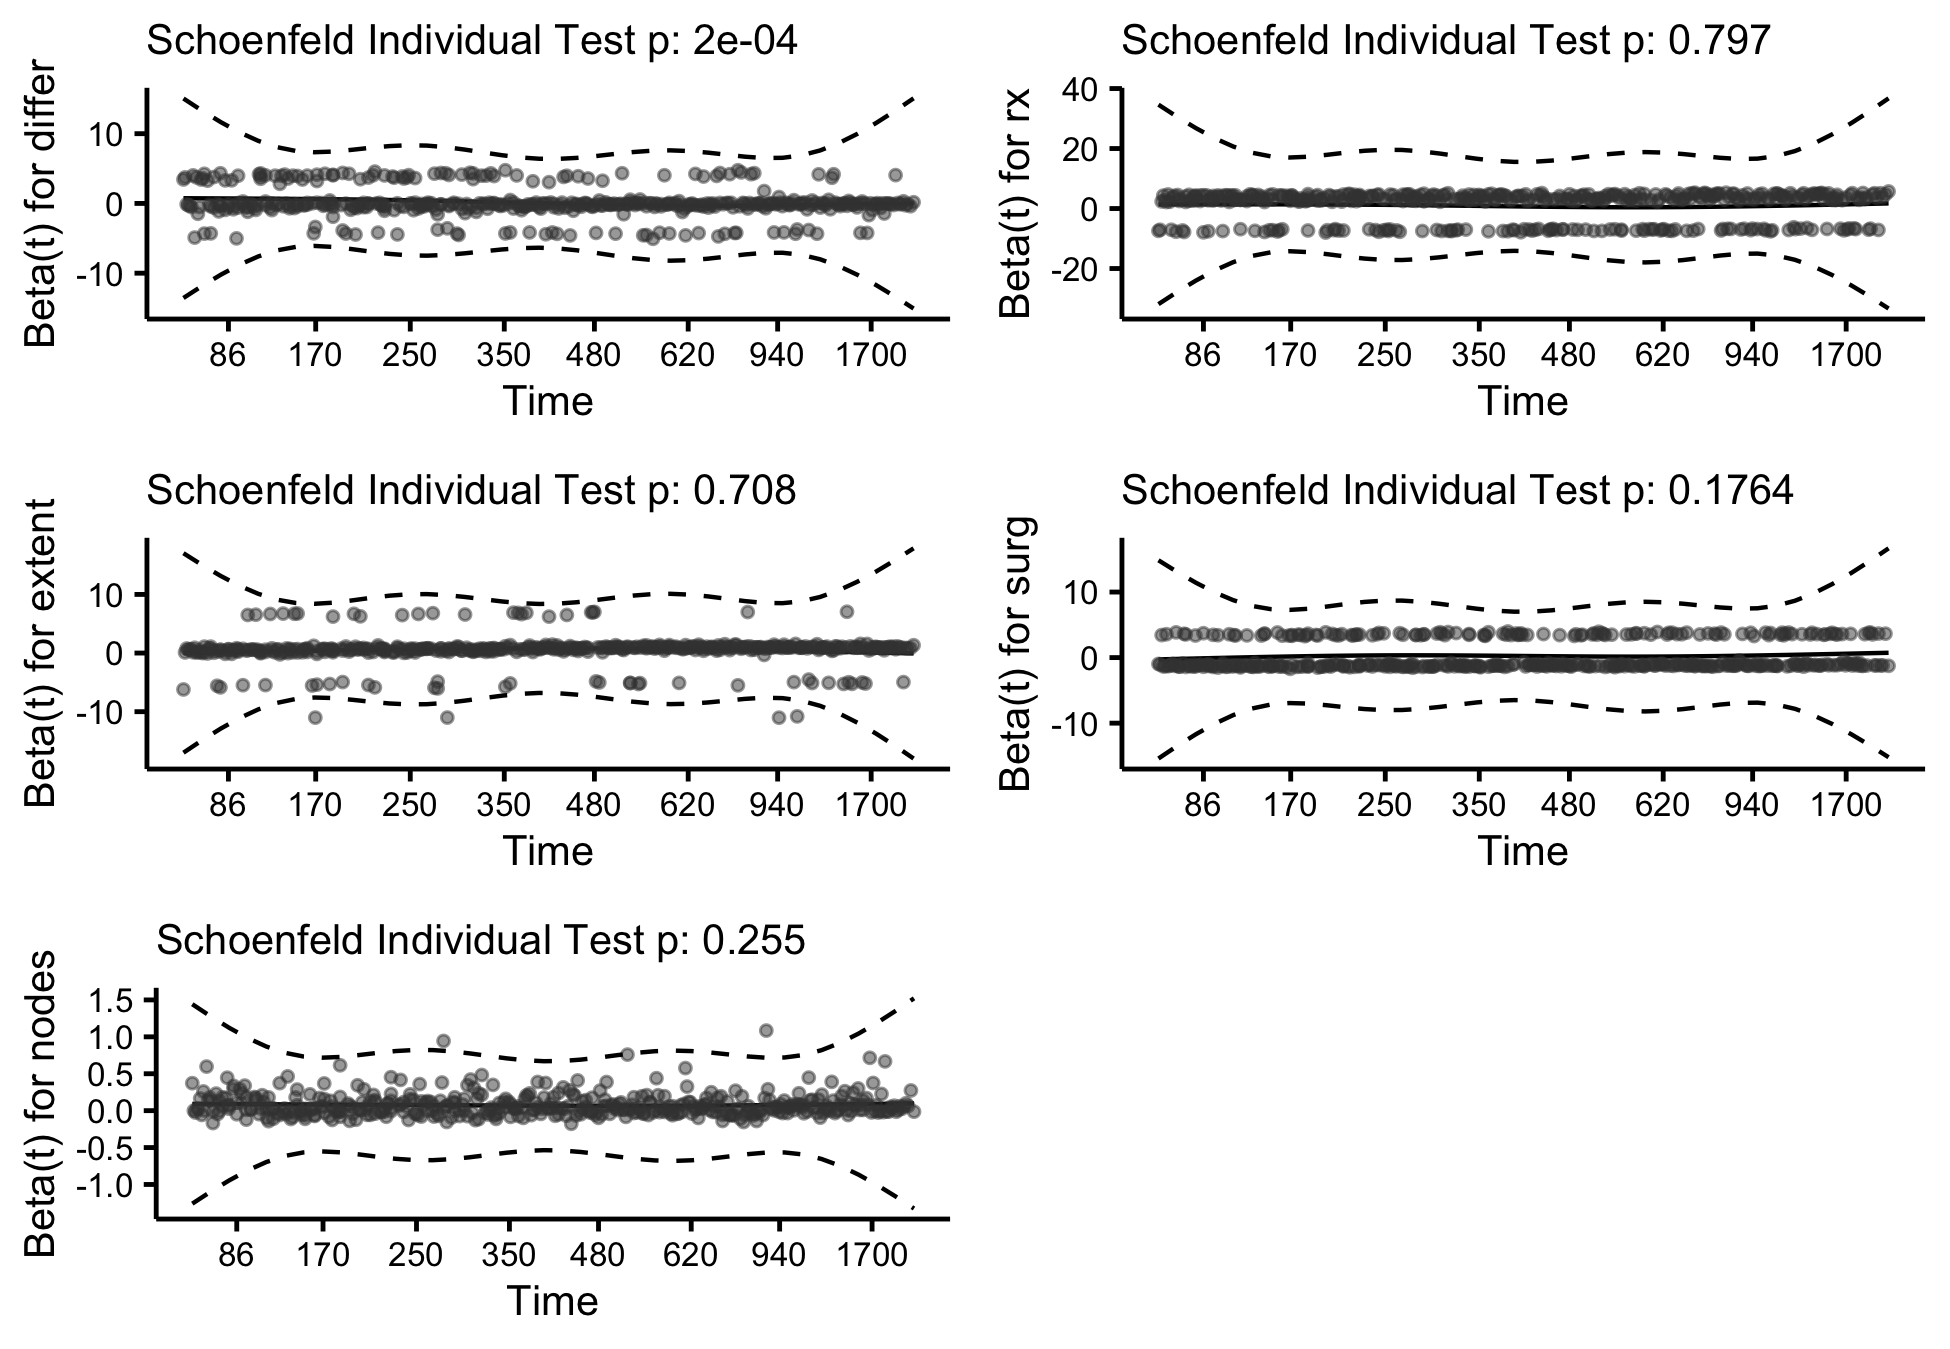 Schoenfeld Individual Test p: 2e-04
Beta(t) for differ
10
0
-10
86 170 250 350 480 620 940 1700
Time
Schoenfeld Individual Test p: 0.797
Beta(t) for rx
40
20
0
-20
86 170 250 350 480 620 940 1700
Time
Schoenfeld Individual Test p: 0.708
Beta(t) for extent
10
0
-10
86 170 250 350 480 620 940 1700
Time
Schoenfeld Individual Test p: 0.1764
Beta(t) for surg
10
0
-10
86 170 250 350 480 620 940 1700
Time
Schoenfeld Individual Test p: 0.255
Beta(t) for nodes
1.5
1.0
0.5
0.0
-0.5
-1.0
86 170 250 350 480 620 940 1700
Time